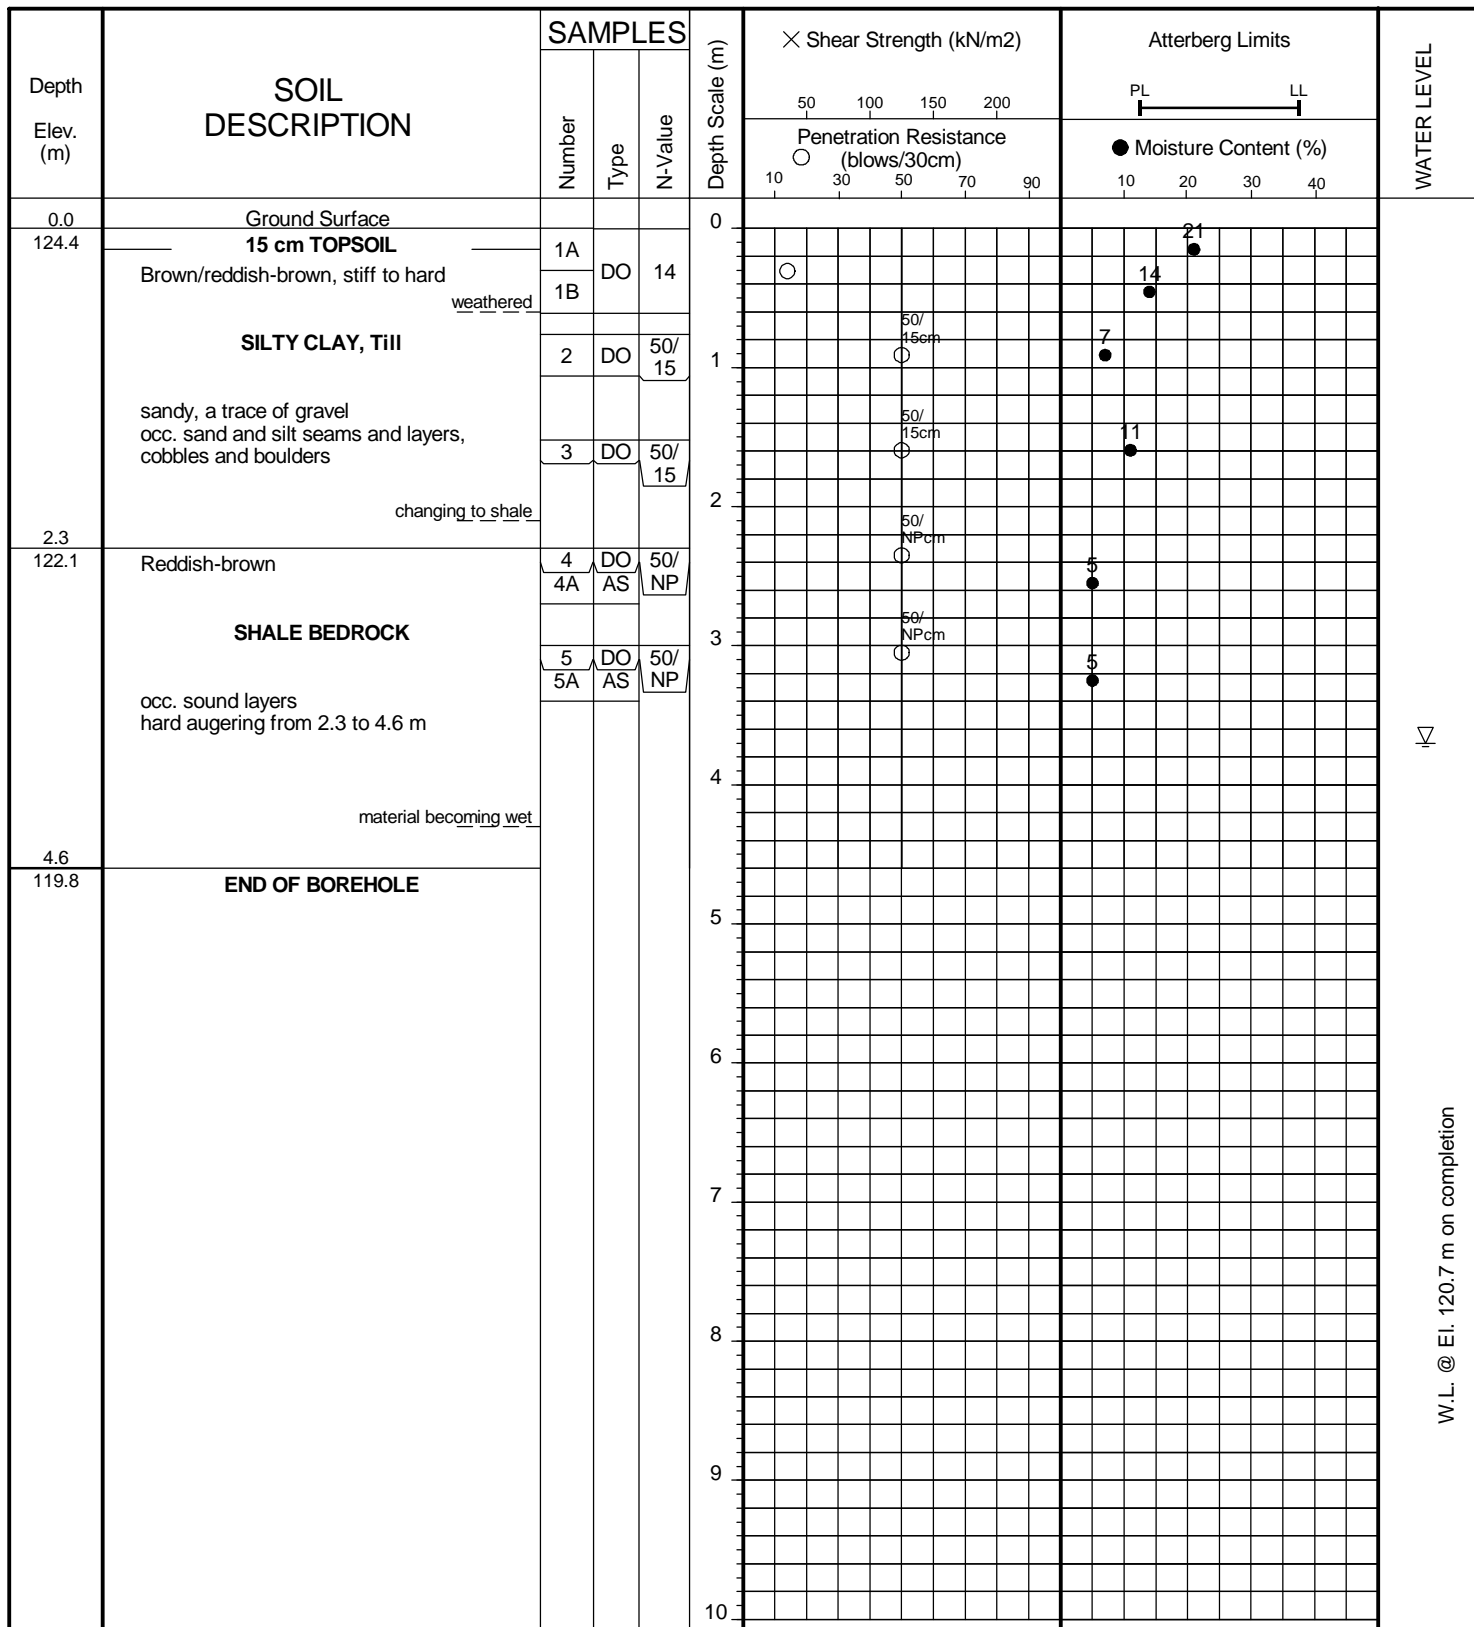 Depth
Elev.
(m)
SOIL
DESCRIPTION
SAMPLES
Number
Type
N-Value
Depth Scale (m)
Shear Strength (kN/m2)
50 100 150 200
Penetration Resistance
(blows/30cm)
10 30 50 70 90
Atterberg Limits
PL LL
Moisture Content (%)
10 20 30 40
WATER LEVEL
0.0 Ground Surface 0
124.4 15 cm TOPSOIL 1A 21
Brown/reddish-brown, stiff to hard DO 14 14
weathered 1B
50/
15cm
SILTY CLAY, Till 2 DO 50/
15 1 7
sandy, a trace of gravel
occ. sand and silt seams and layers,
cobbles and boulders
3 DO 50/
15
50/
15cm
11
changing to shale 2
50/
NPcm
2.3
122.1 Reddish-brown 4 DO 50/
4A AS NP 5
SHALE BEDROCK 3
50/
NPcm
5 DO 50/
5A AS NP 5
occ. sound layers
hard augering from 2.3 to 4.6 m
4
material becoming wet
4.6
119.8 END OF BOREHOLE
5
6
7
8
9
10
W.L. @ El. 120.7 m on completion